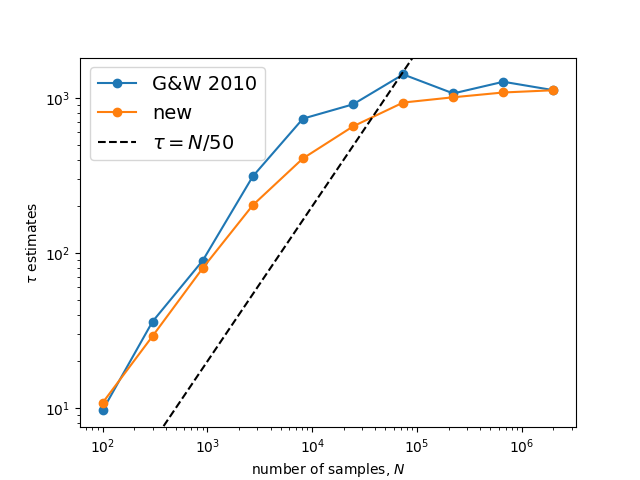 G&W 2010
new
τ = N/50
10³
10²
10¹
τ estimates
10² 10³ 10⁴ 10⁵ 10⁶
number of samples, N